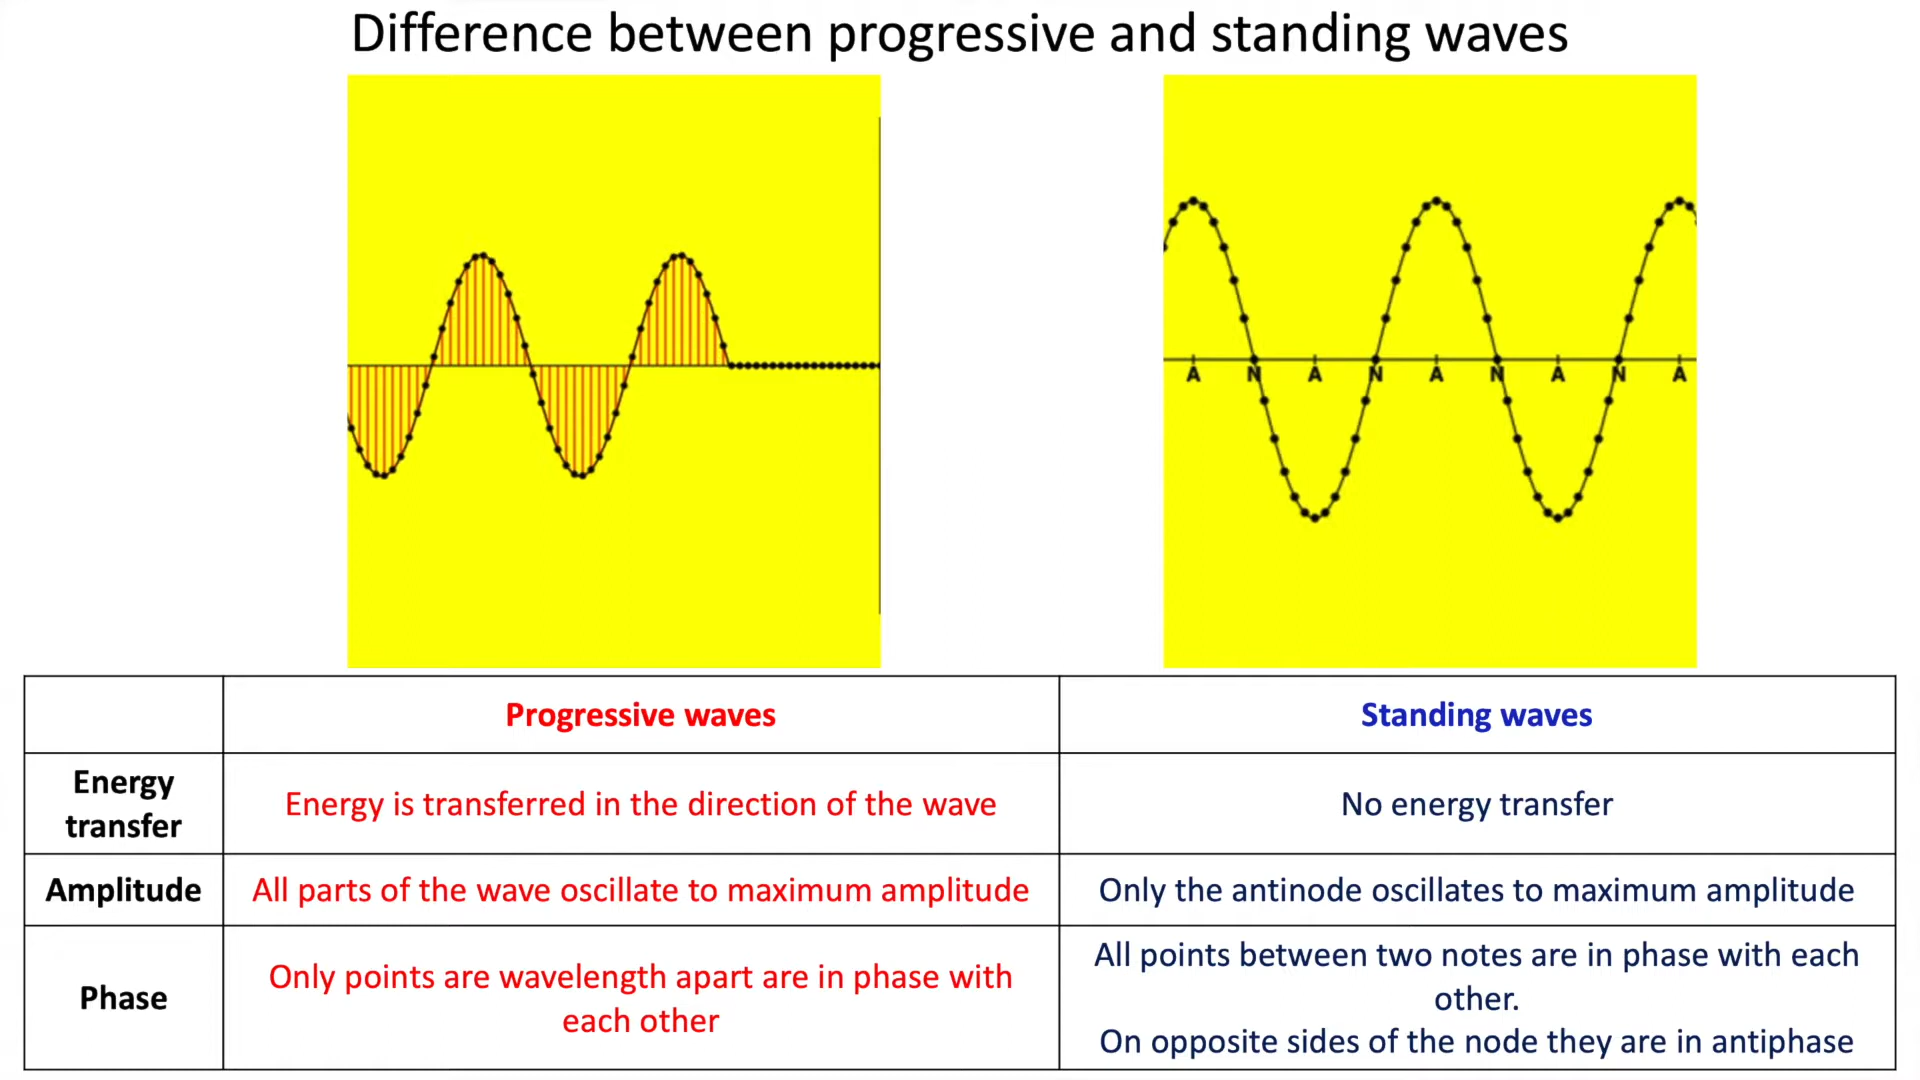 Difference between progressive and standing waves
A N A N A N A N A
Progressive waves
Standing waves
Energy
transfer
Energy is transferred in the direction of the wave
No energy transfer
Amplitude
All parts of the wave oscillate to maximum amplitude
Only the antinode oscillates to maximum amplitude
Phase
Only points are wavelength apart are in phase with
each other
All points between two notes are in phase with each
other.
On opposite sides of the node they are in antiphase